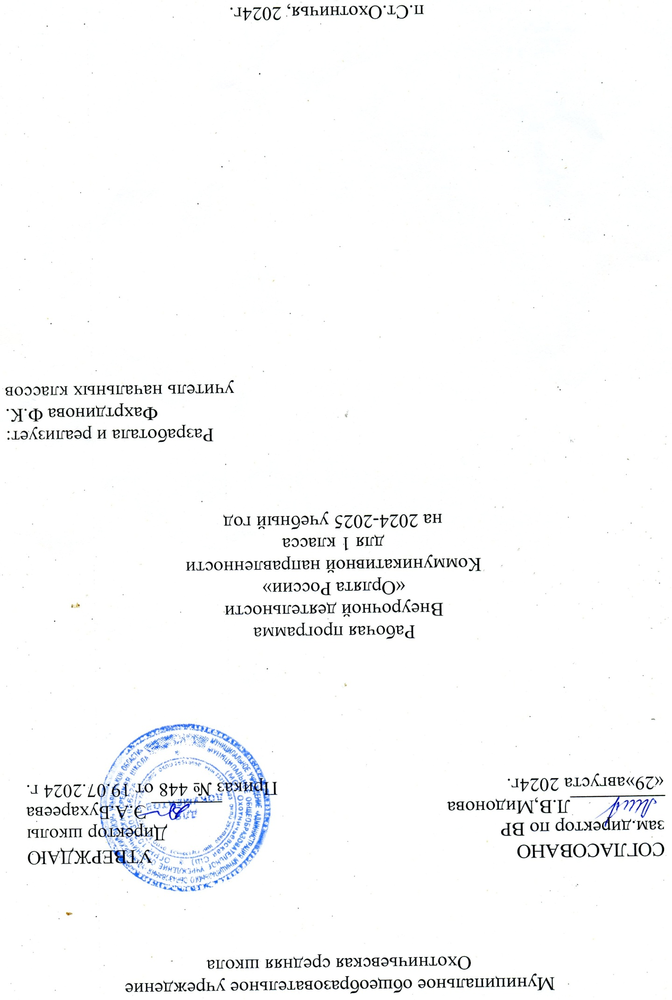 Муниципальное общеобразовательное учреждение
Охотничьевская средняя школа
СОГЛАСОВАНО
зам.директор по ВР
Л.В,Мидонова
«29»августа 2024г.
УТВЕРЖДАЮ
Директор школы
Э.А.Бухареева
Приказ № 448 от 19.07.2024 г.
ДЛЯ
ДОКУМЕНТОВ
Рабочая программа
Внеурочной деятельности
«Орлята России»
Коммуникативной направленности
для 1 класса
на 2024-2025 учебный год
Разработала и реализует:
Фахртдинова Ф.К.
учитель начальных классов
п.Ст.Охотничья, 2024г.